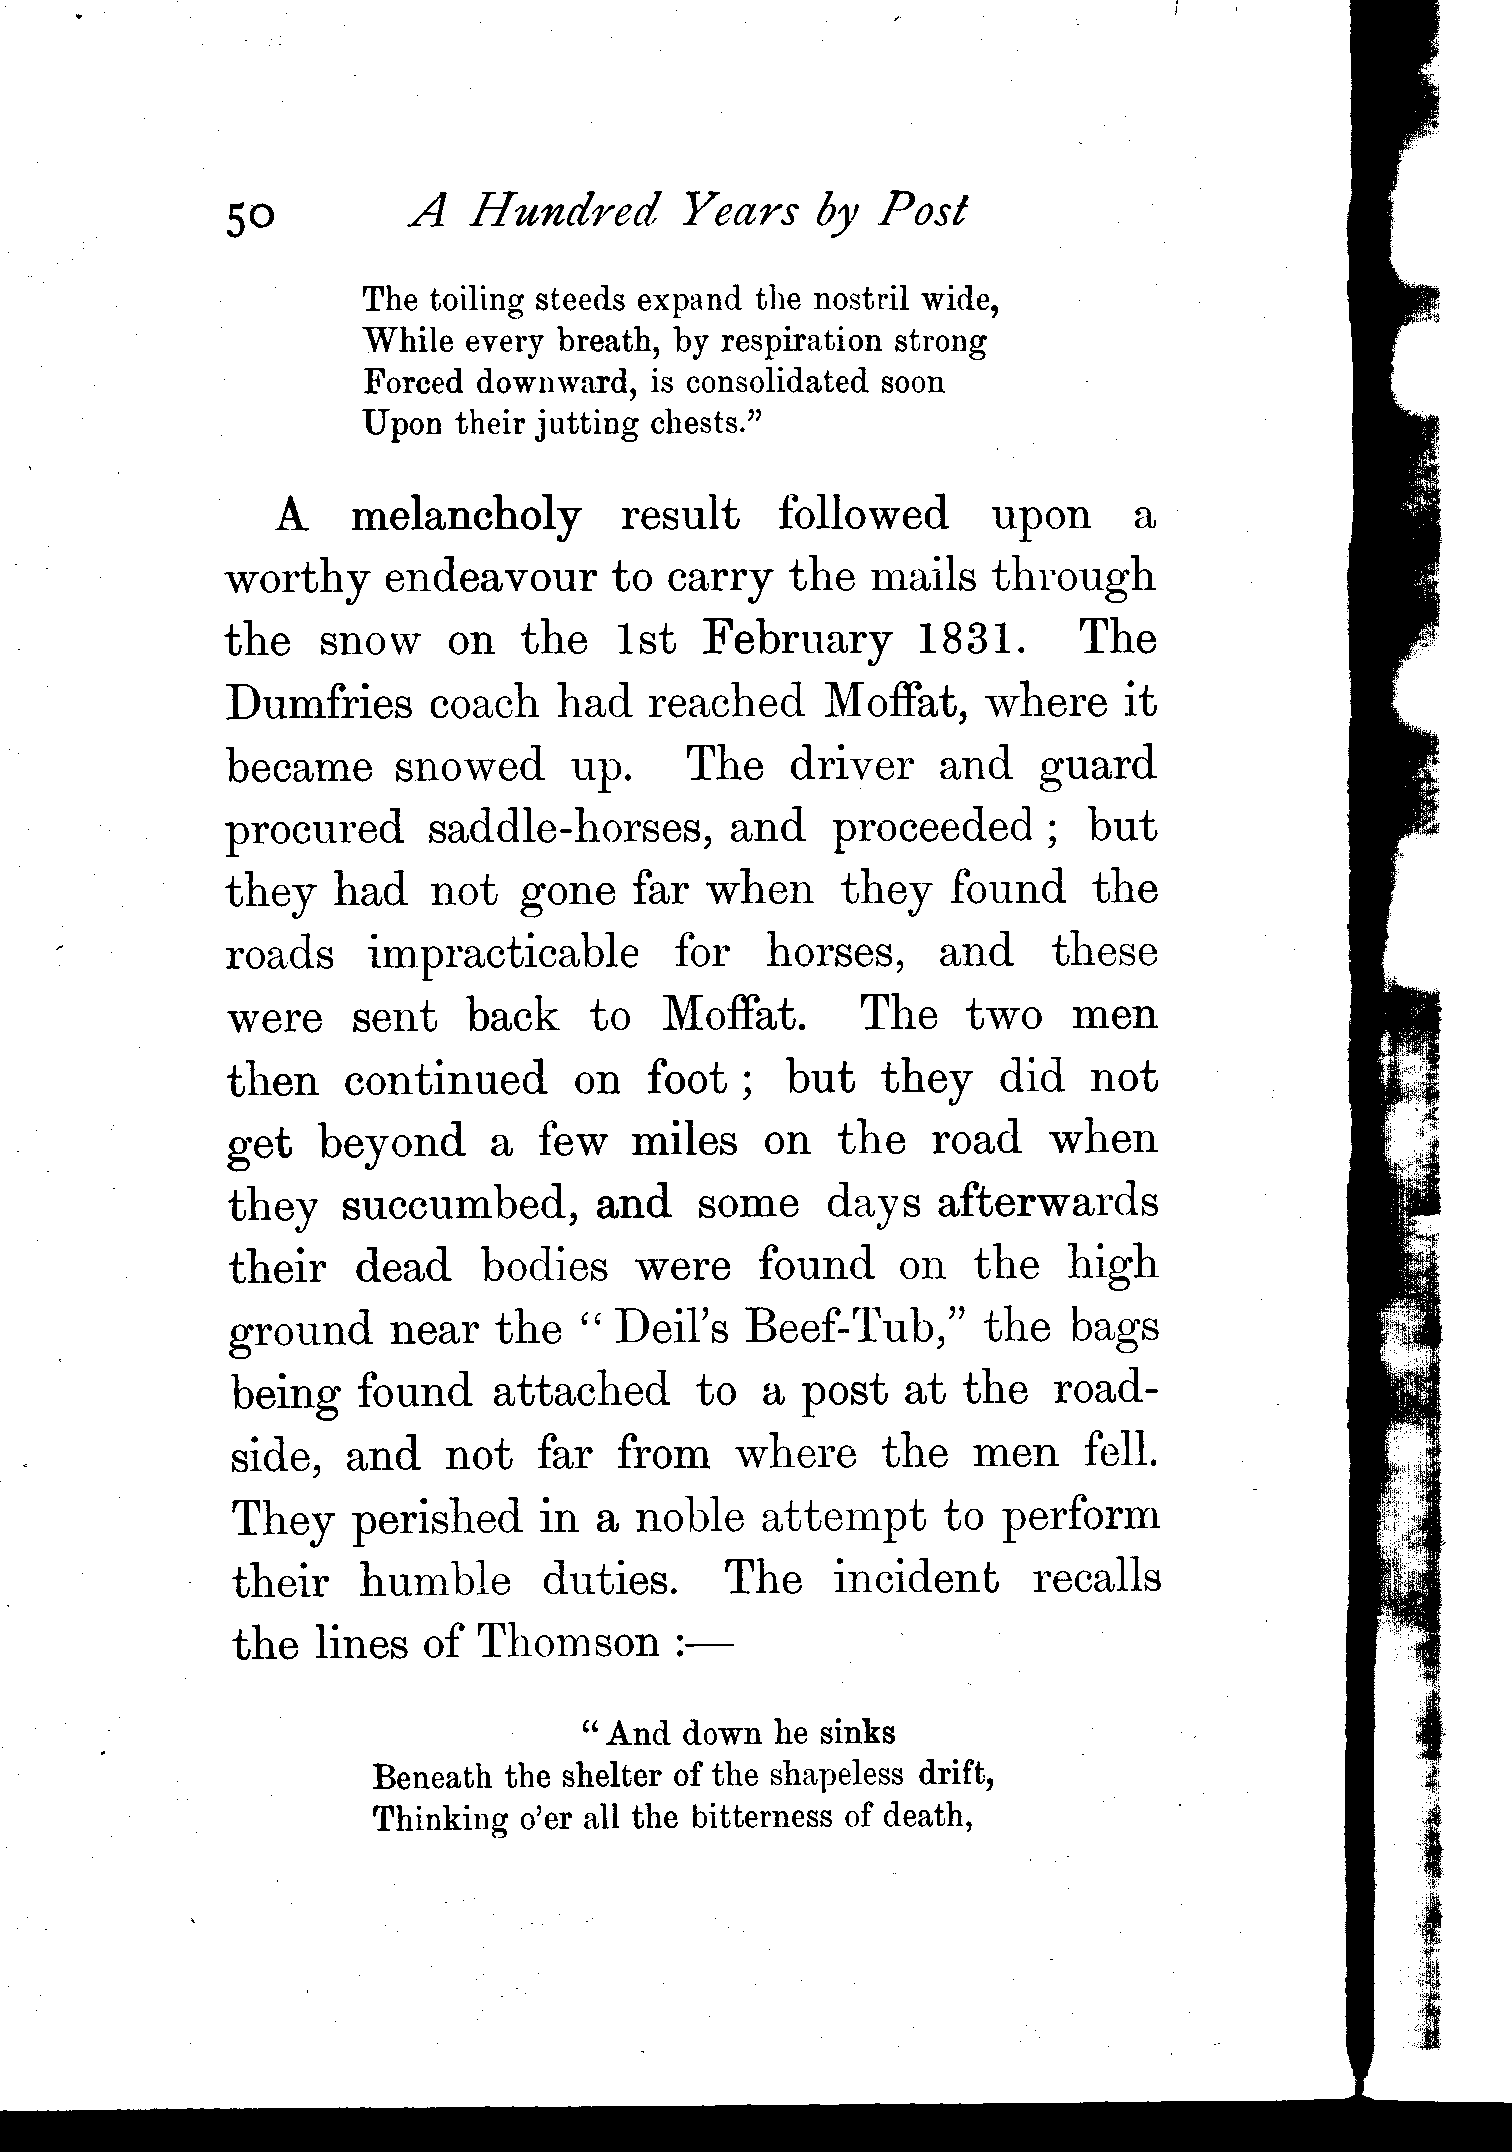 50 A Hundred Years by Post
The toiling steeds expand the nostril wide,
While every breath, by respiration strong
Forced downward, is consolidated soon
Upon their jutting chests.”
A melancholy result followed upon a
worthy endeavour to carry the mails through
the snow on the 1st February 1831. The
Dumfries coach had reached Moffat, where it
became snowed up. The driver and guard
procured saddle-horses, and proceeded ; but
they had not gone far when they found the
roads impracticable for horses, and these
were sent back to Moffat. The two men
then continued on foot ; but they did not
get beyond a few miles on the road when
they succumbed, and some days afterwards
their dead bodies were found on the high
ground near the “ Deil’s Beef-Tub,” the bags
being found attached to a post at the road-
side, and not far from where the men fell.
They perished in a noble attempt to perform
their humble duties. The incident recalls
the lines of Thomson :—
“ And down he sinks
Beneath the shelter of the shapeless drift,
Thinking o’er all the bitterness of death,